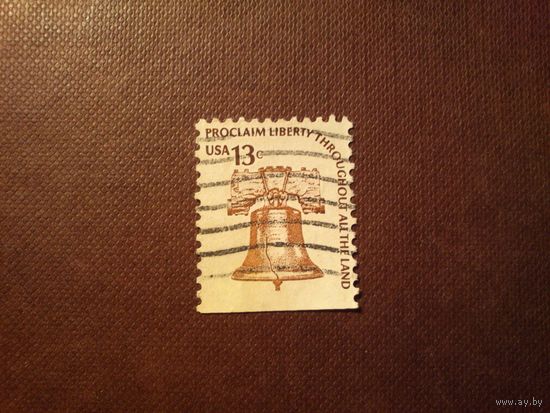 PROCLAIM LIBERTY THROUGHOUT ALL THE LAND
USA 13c
www.ay.by